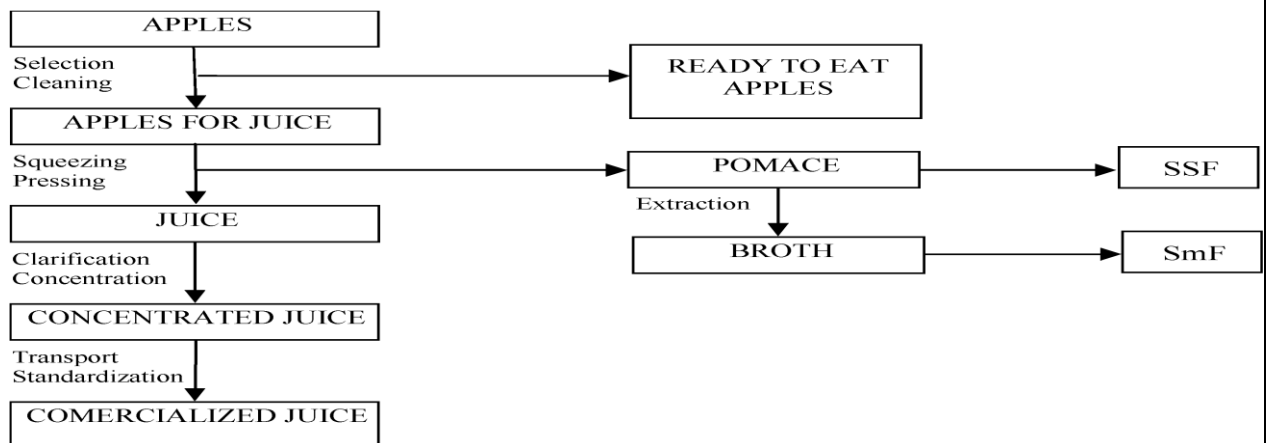 APPLES
Selection
Cleaning
READY TO EAT
APPLES
APPLES FOR JUICE
Squeezing
Pressing
POMACE
SSF
Extraction
JUICE
BROTH
SmF
Clarification
Concentration
CONCENTRATED JUICE
Transport
Standardization
COMERCIALIZED JUICE